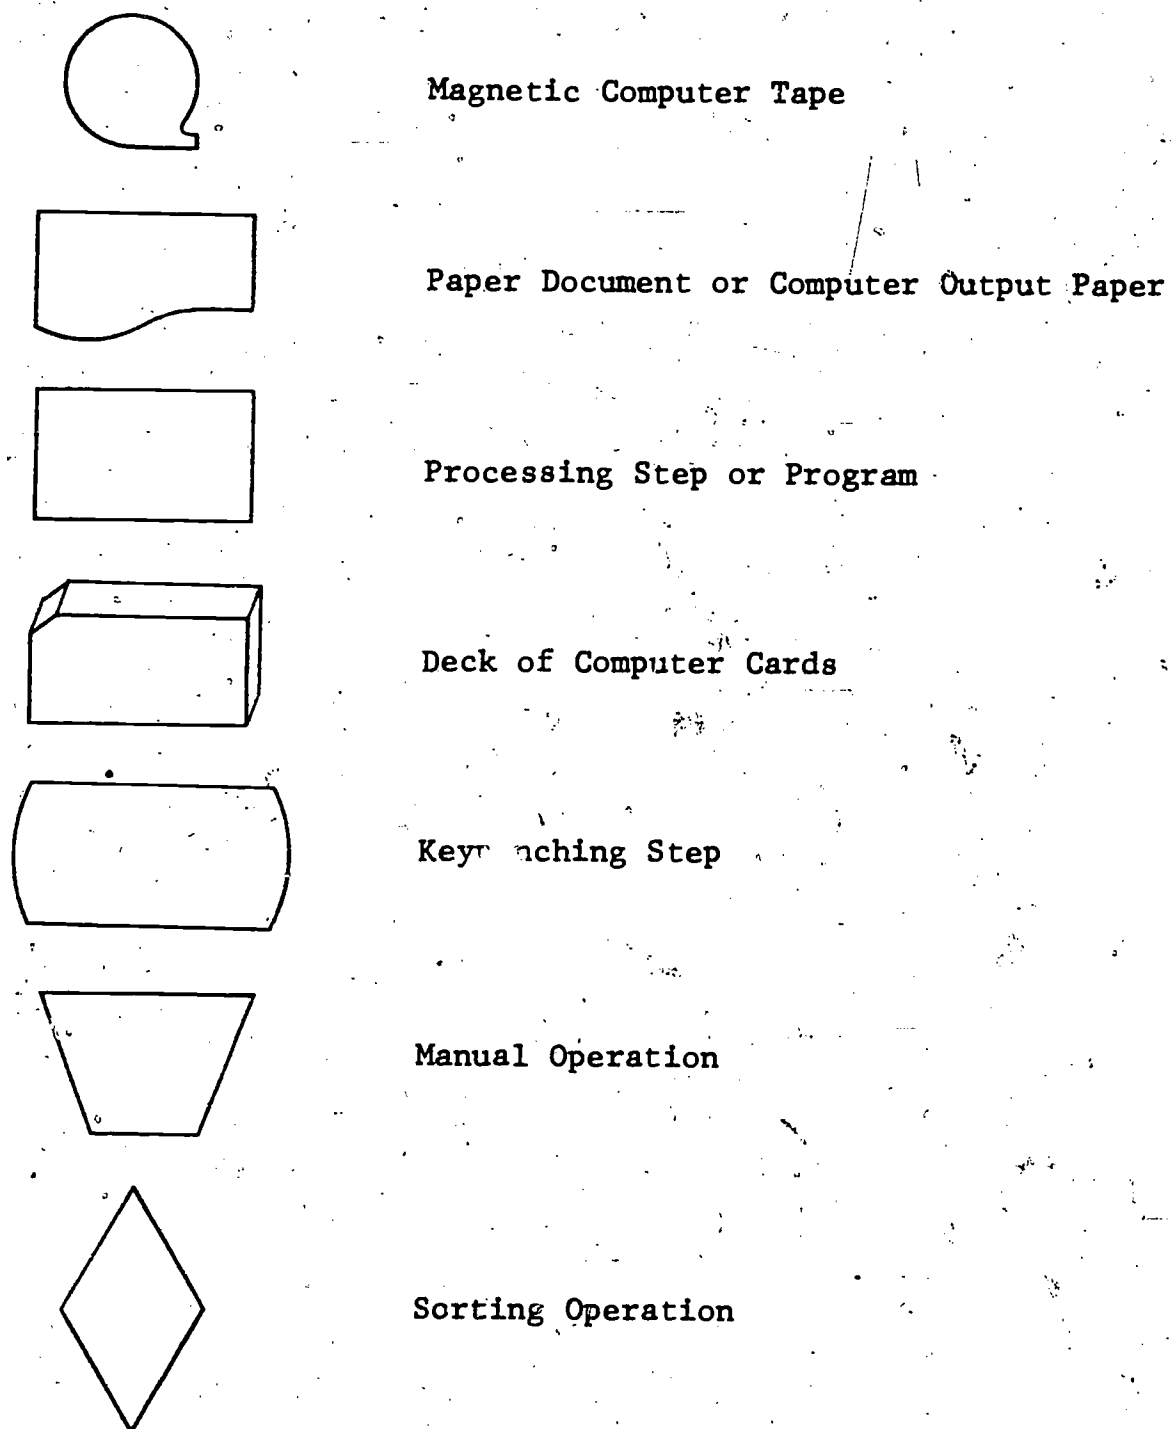 Magnetic Computer Tape
Paper Document or Computer Output Paper
Processing Step or Program
Deck of Computer Cards
Step
Manual Operation
Sorting Operation